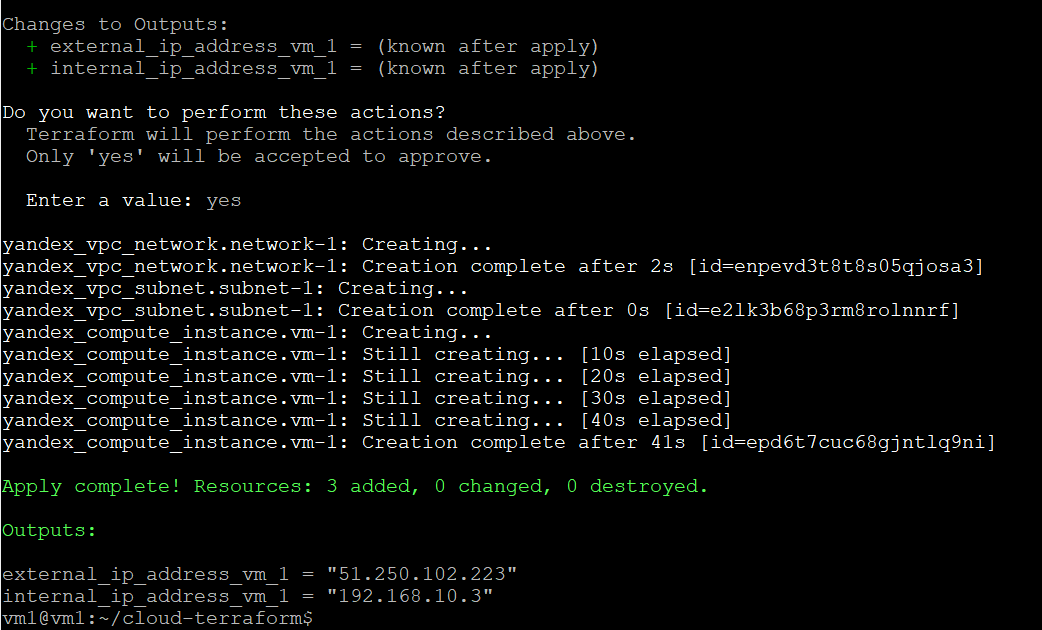 Changes to Outputs:
  + external_ip_address_vm_1 = (known after apply)
  + internal_ip_address_vm_1 = (known after apply)
Do you want to perform these actions?
  Terraform will perform the actions described above.
  Only 'yes' will be accepted to approve.
  Enter a value: yes
yandex_vpc_network.network-1: Creating...
yandex_vpc_network.network-1: Creation complete after 2s [id=enpevd3t8t8s05qjosa3]
yandex_vpc_subnet.subnet-1: Creating...
yandex_vpc_subnet.subnet-1: Creation complete after 0s [id=e2lk3b68p3rm8rolnnrf]
yandex_compute_instance.vm-1: Creating...
yandex_compute_instance.vm-1: Still creating... [10s elapsed]
yandex_compute_instance.vm-1: Still creating... [20s elapsed]
yandex_compute_instance.vm-1: Still creating... [30s elapsed]
yandex_compute_instance.vm-1: Still creating... [40s elapsed]
yandex_compute_instance.vm-1: Creation complete after 41s [id=epd6t7cuc68gjntlq9ni]
Apply complete! Resources: 3 added, 0 changed, 0 destroyed.
Outputs:
external_ip_address_vm_1 = "51.250.102.223"
internal_ip_address_vm_1 = "192.168.10.3"
vm1@vm1:~/cloud-terraform$